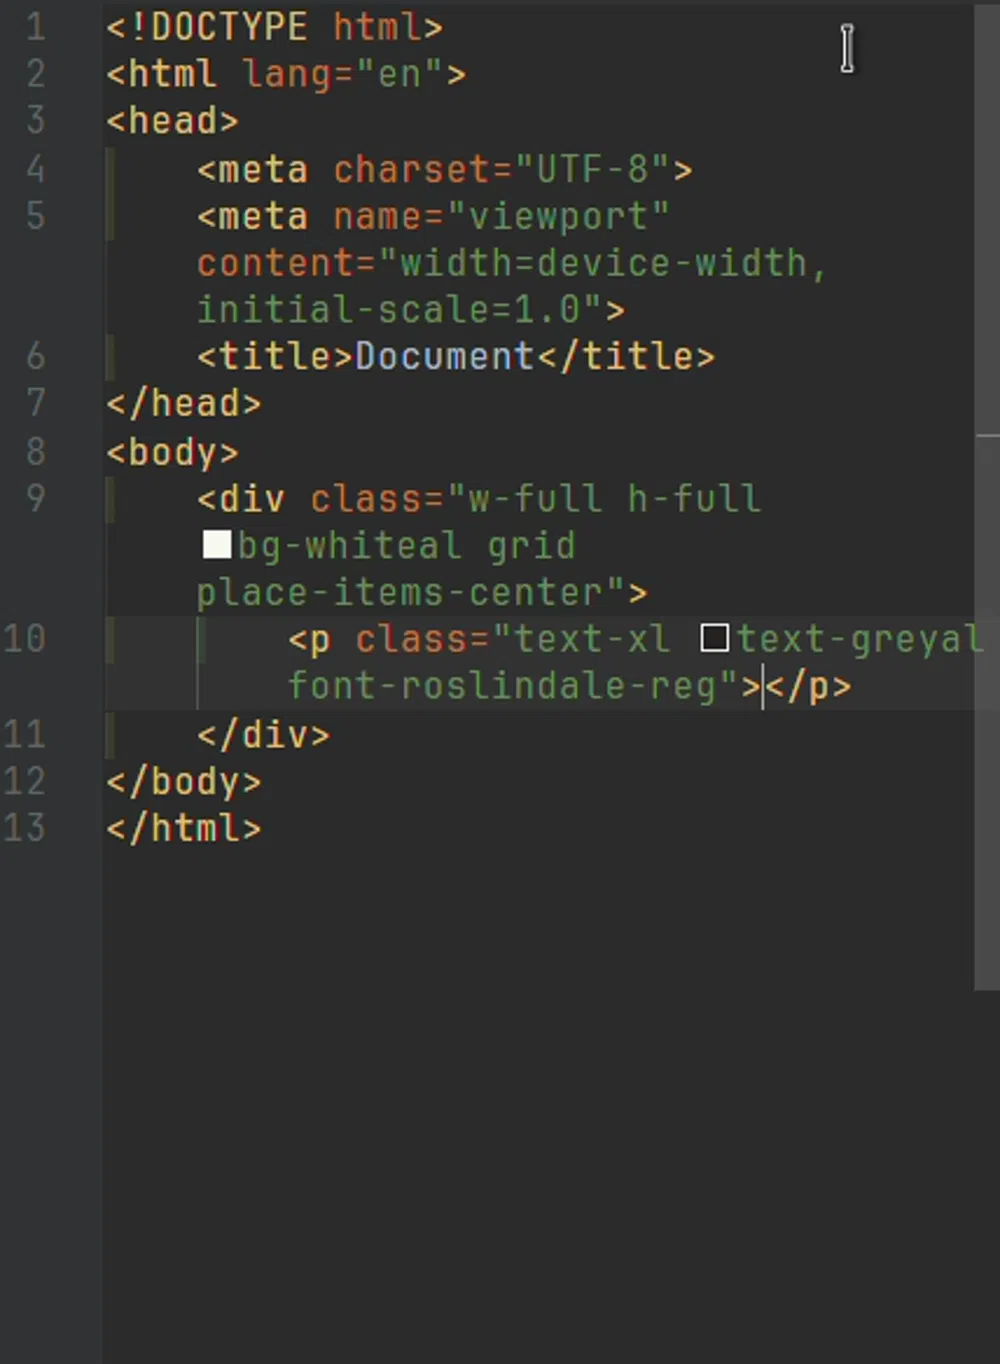 1 <!DOCTYPE html>
2 <html lang="en">
3 <head>
4 <meta charset="UTF-8">
5 <meta name="viewport"
content="width=device-width,
initial-scale=1.0">
6 <title>Document</title>
7 </head>
8 <body>
9 <div class="w-full h-full
bg-whiteal grid
place-items-center">
10 <p class="text-xl text-greyal
font-roslindale-reg"></p>
11 </div>
12 </body>
13 </html>